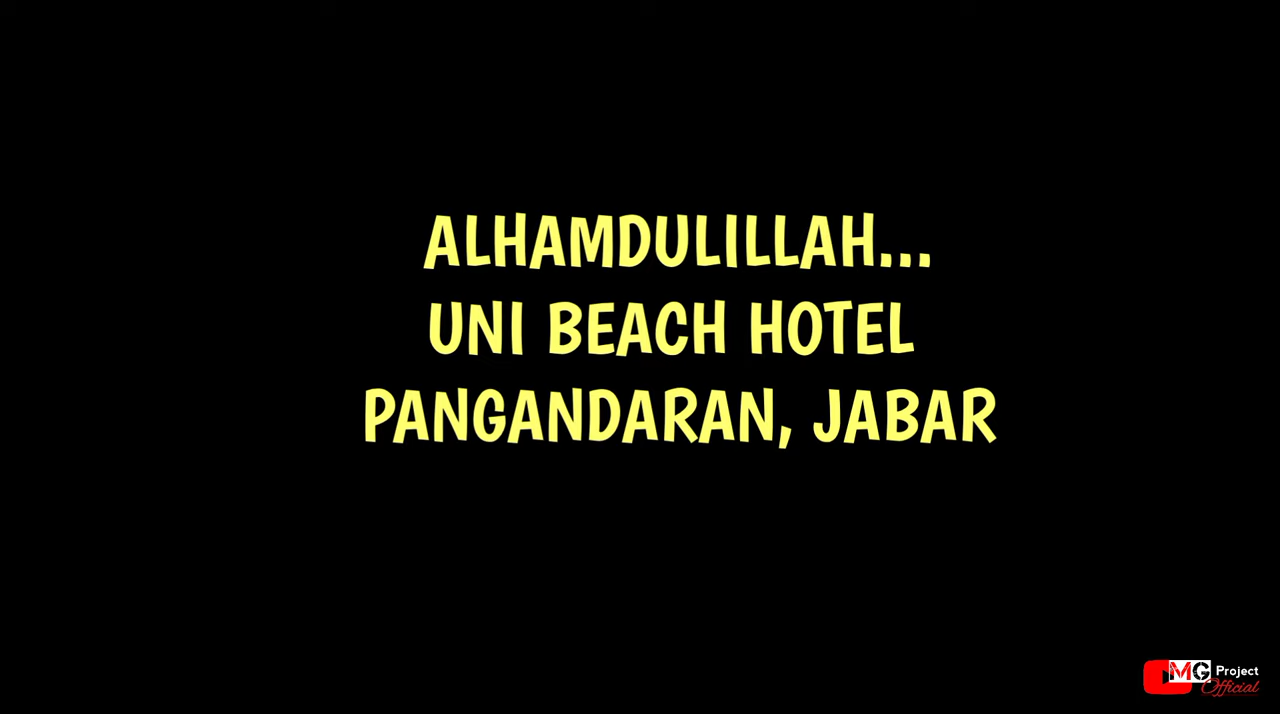 ALHAMDULILLAH...
UNI BEACH HOTEL
PANGANDARAN, JABAR
MG Project
Official